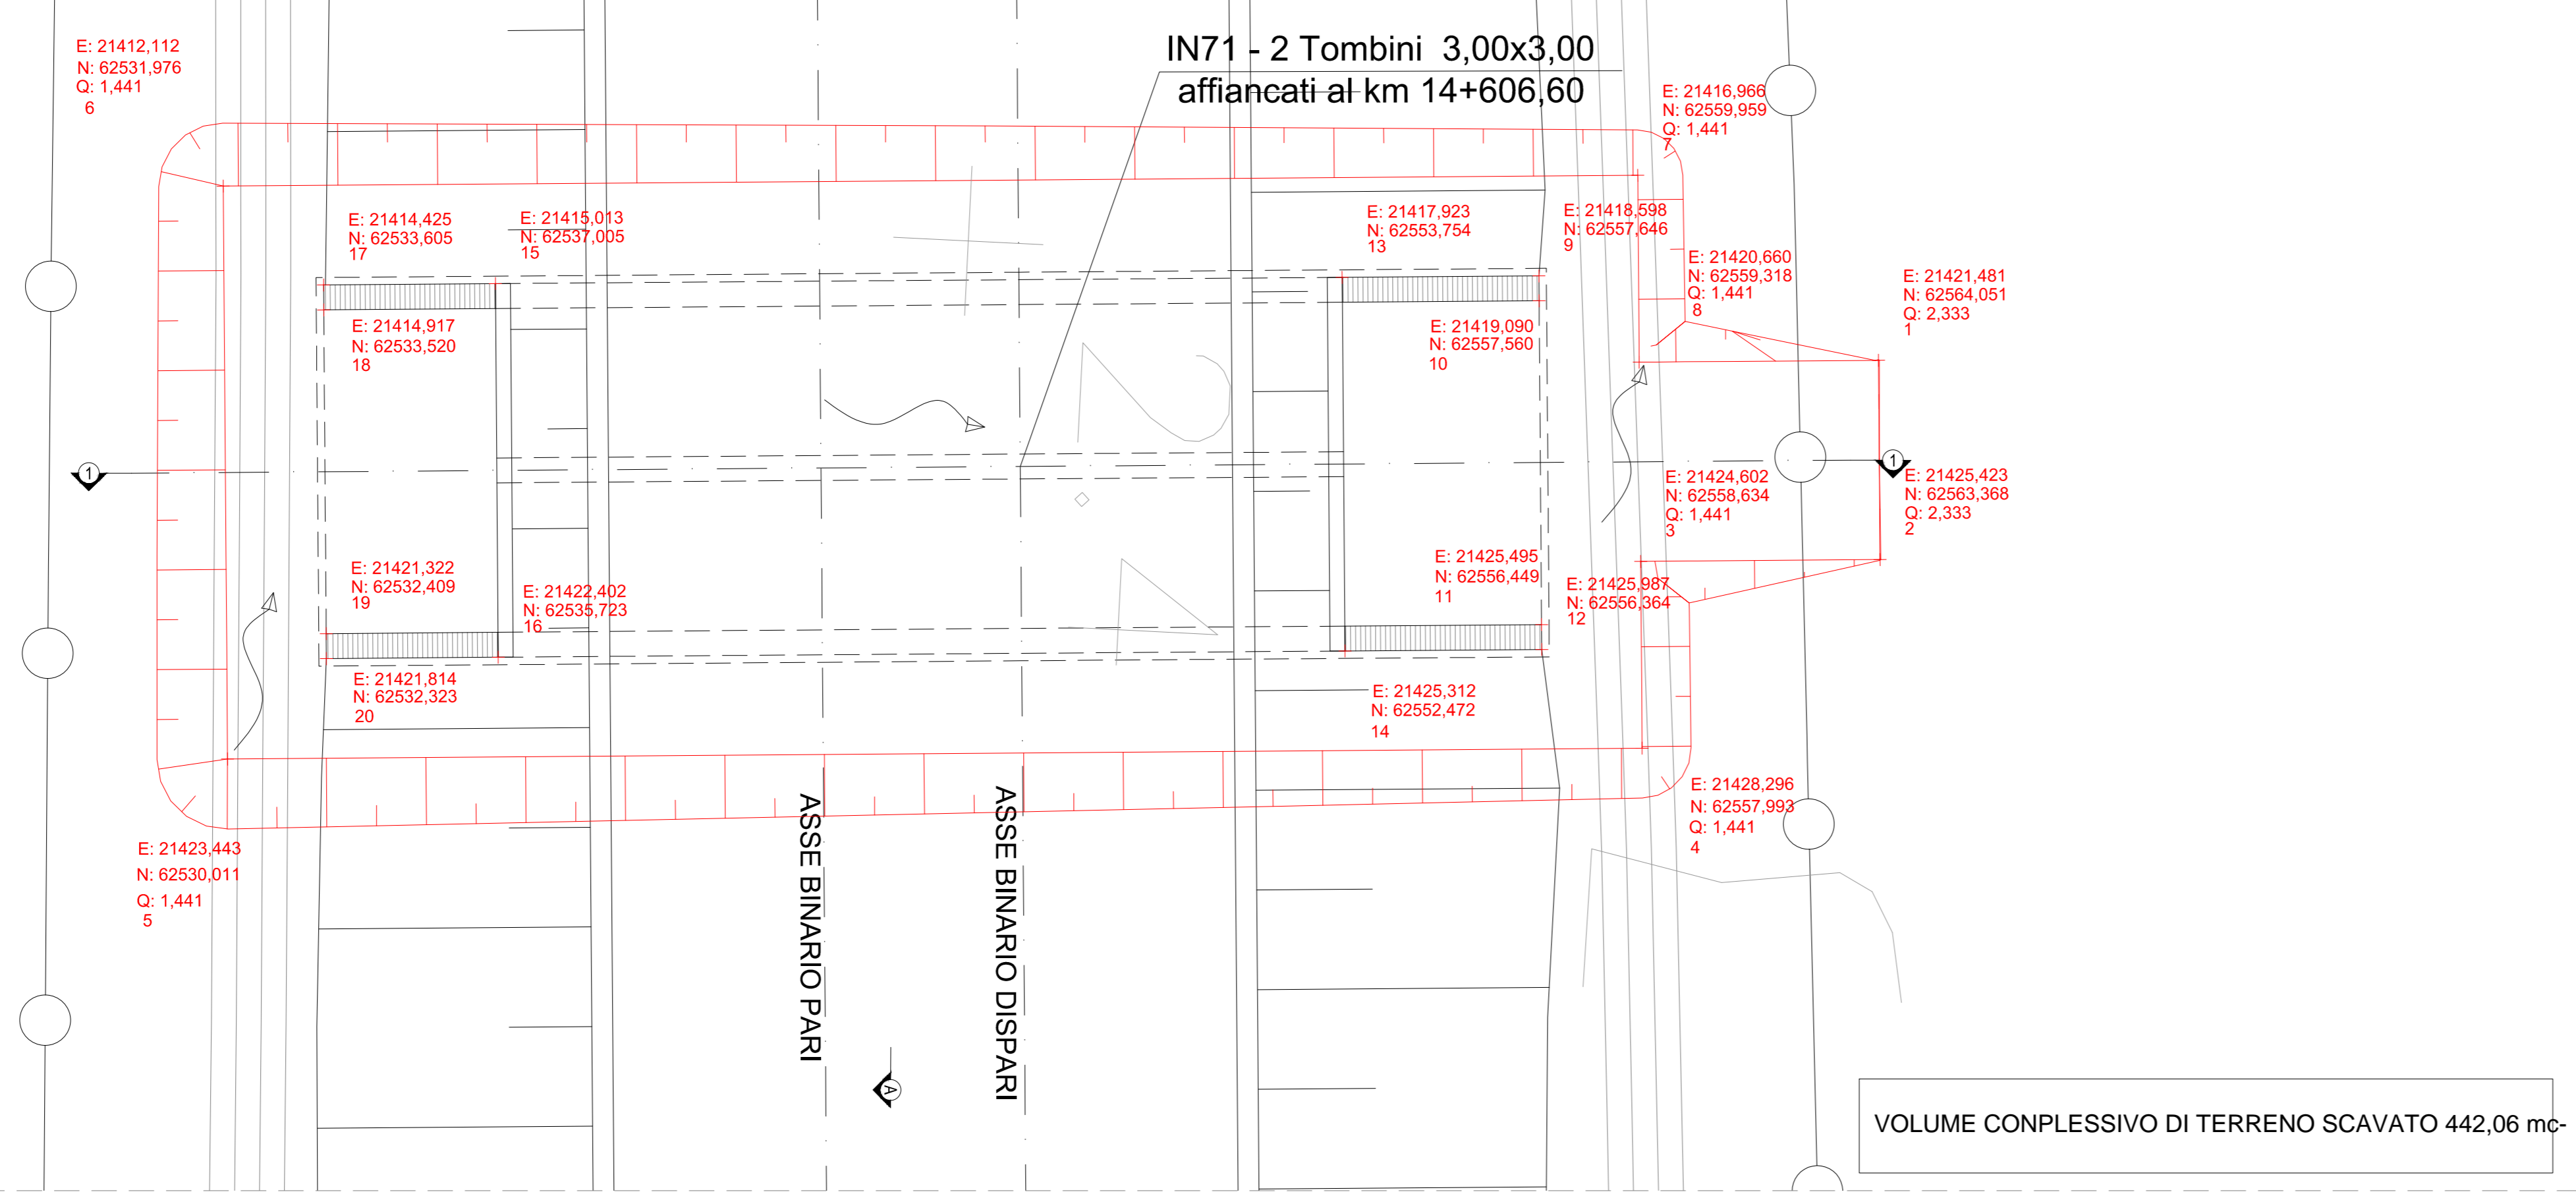 E: 21412,112
N: 62531,976
Q: 1,441
6
IN71 - 2 Tombini 3,00x3,00
affiancati al km 14+606,60
E: 21416,966
N: 62559,959
Q: 1,441
7
E: 21414,425
N: 62533,605
17
E: 21415,013
N: 62537,005
15
E: 21417,923
N: 62553,754
13
E: 21418,598
N: 62557,646
9
E: 21420,660
N: 62559,318
Q: 1,441
8
E: 21421,481
N: 62564,051
Q: 2,333
1
E: 21414,917
N: 62533,520
18
E: 21419,090
N: 62557,560
10
1
1
E: 21424,602
N: 62558,634
Q: 1,441
3
E: 21425,423
N: 62563,368
Q: 2,333
2
E: 21421,322
N: 62532,409
19
E: 21422,402
N: 62535,723
16
E: 21425,495
N: 62556,449
11
E: 21425,987
N: 62556,364
12
E: 21421,814
N: 62532,323
20
E: 21425,312
N: 62552,472
14
E: 21428,296
N: 62557,993
Q: 1,441
4
E: 21423,443
N: 62530,011
Q: 1,441
5
ASSE BINARIO PARI
ASSE BINARIO DISPARI
A
VOLUME CONPLESSIVO DI TERRENO SCAVATO 442,06 mc-